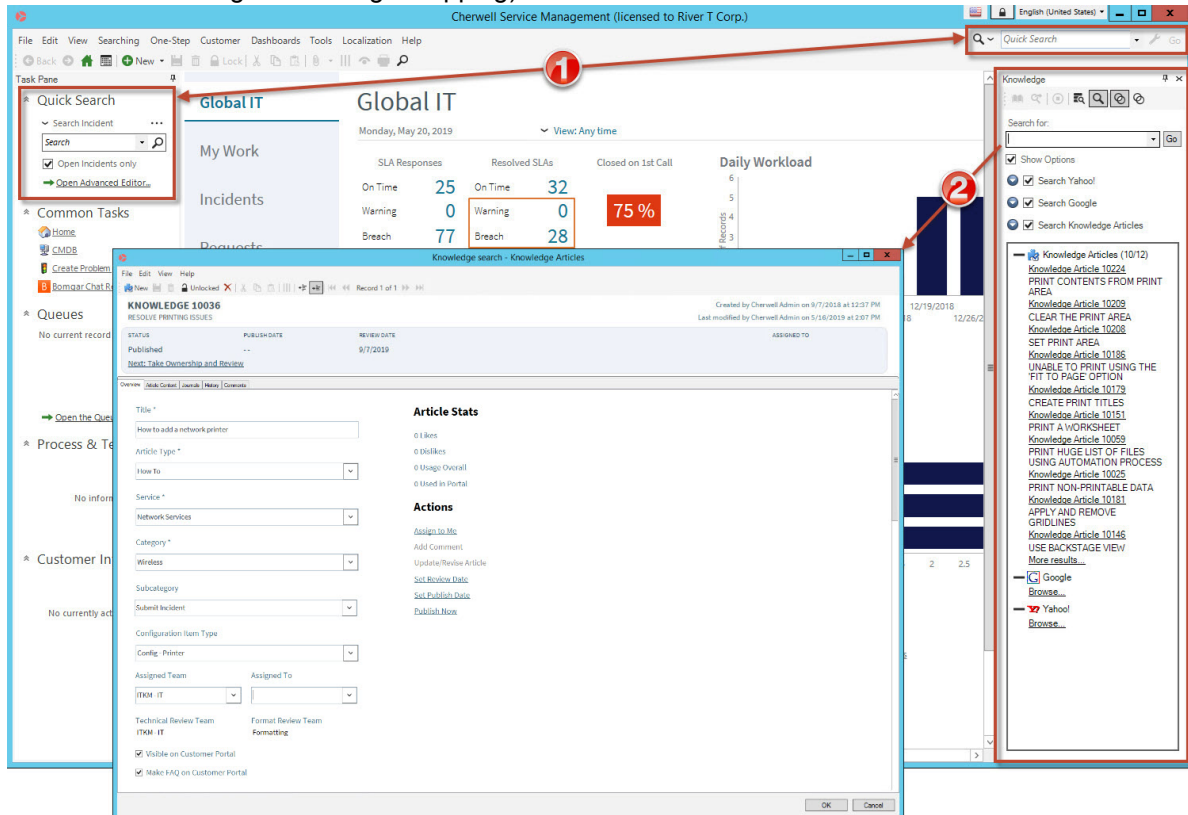 Cherwell Service Management (licensed to River T Corp.)
English (United States)
File Edit View Searching One-Step Customer Dashboards Tools Localization Help
Quick Search
Go
Back New Lock
Task Pane
Quick Search
Search Incident
Search
Open Incidents only
Open Advanced Editor...
Common Tasks
Home
CMDB
Create Problem
Bomgar Chat R
Queues
No current record
Open the Que
Process & Te
No inform
Customer In
No currently act
Global IT
My Work
Incidents
Requests
Global IT
Monday, May 20, 2019
View: Any time
SLA Responses
On Time 25
Warning 0
Breach 77
Resolved SLAs
On Time 32
Warning 0
Breach 28
Closed on 1st Call
75 %
Daily Workload
6
5
4
3
Records
12/19/2018
18 12/26/2
2 2.5
1
2
Knowledge
Search for:
Go
Show Options
Search Yahoo!
Search Google
Search Knowledge Articles
Knowledge Articles (10/12)
Knowledge Article 10224
PRINT CONTENTS FROM PRINT
AREA
Knowledge Article 10209
CLEAR THE PRINT AREA
Knowledge Article 10208
SET PRINT AREA
Knowledge Article 10186
UNABLE TO PRINT USING THE
'FIT TO PAGE' OPTION
Knowledge Article 10179
CREATE PRINT TITLES
Knowledge Article 10151
PRINT A WORKSHEET
Knowledge Article 10059
PRINT HUGE LIST OF FILES
USING AUTOMATION PROCESS
Knowledge Article 10025
PRINT NON-PRINTABLE DATA
Knowledge Article 10181
APPLY AND REMOVE
GRIDLINES
Knowledge Article 10146
USE BACKSTAGE VIEW
More results...
Google
Browse...
Yahoo!
Browse...
Knowledge search - Knowledge Articles
File Edit View Help
New Unlocked Record 1 of 1
KNOWLEDGE 10036
RESOLVE PRINTING ISSUES
Created by Cherwell Admin on 9/7/2018 at 12:37 PM
Last modified by Cherwell Admin on 5/16/2019 at 2:07 PM
STATUS PUBLISH DATE REVIEW DATE ASSIGNED TO
Published -- 9/7/2019
Next: Take Ownership and Review
Overview Article Content Journals History Comments
Title *
How to add a network printer
Article Type *
How To
Service *
Network Services
Category *
Wireless
Subcategory
Submit Incident
Configuration Item Type
Config - Printer
Assigned Team Assigned To
ITKM - IT
Technical Review Team Format Review Team
ITKM - IT Formatting
Visible on Customer Portal
Make FAQ on Customer Portal
Article Stats
0 Likes
0 Dislikes
0 Usage Overall
0 Used in Portal
Actions
Assign to Me
Add Comment
Update/Revise Article
Set Review Date
Set Publish Date
Publish Now
OK Cancel